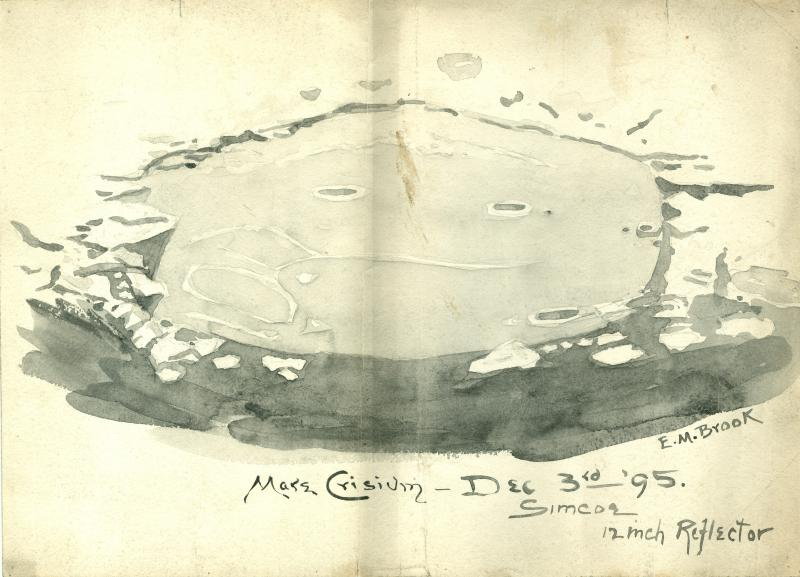 E.M. Brook
Mare Crisium – Dec 3rd '95.
Simcoe
12 inch Reflector